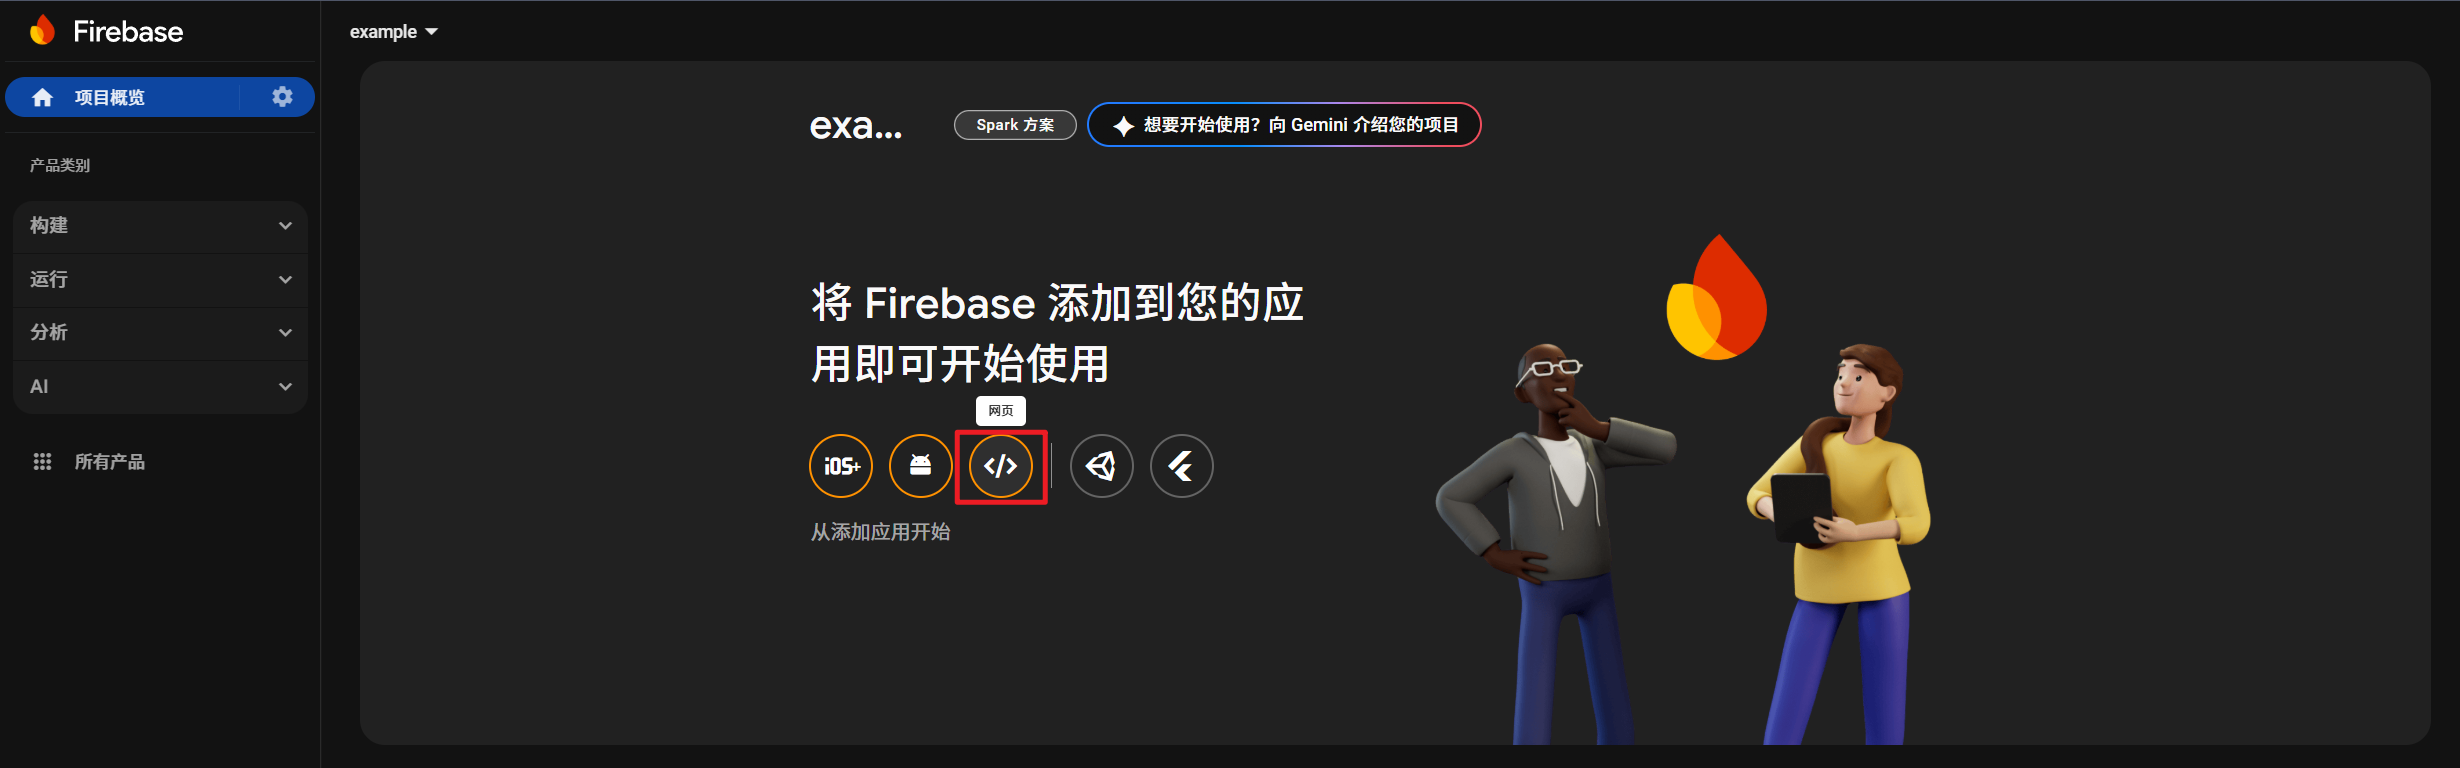 Firebase
example
项目概览
产品类别
构建
运行
分析
AI
所有产品
exa...
Spark 方案
想要开始使用？向 Gemini 介绍您的项目
将 Firebase 添加到您的应
用即可开始使用
网页
iOS+
</>
从添加应用开始